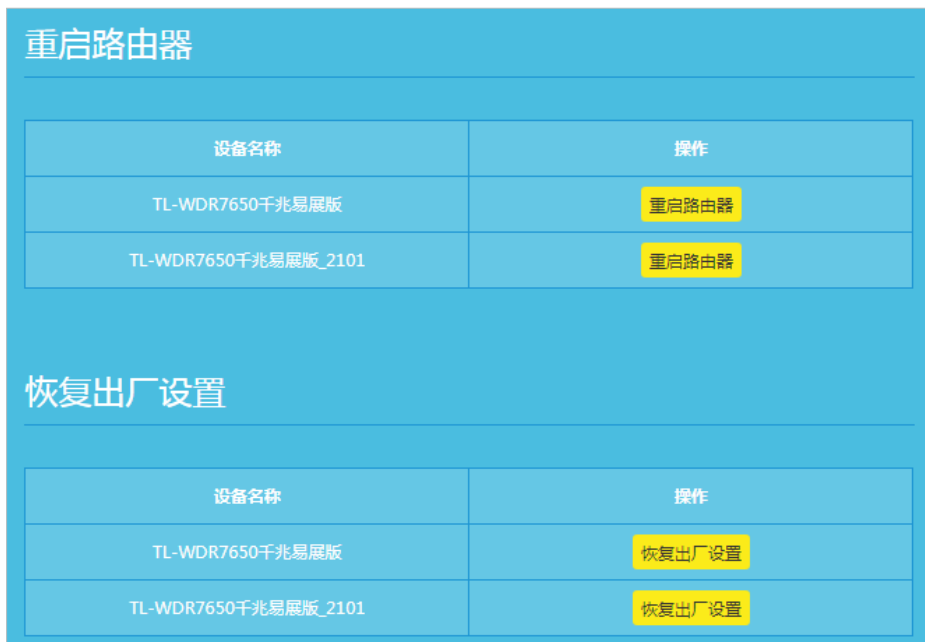 重启路由器
设备名称 操作
TL-WDR7650千兆易展版 重启路由器
TL-WDR7650千兆易展版_2101 重启路由器
恢复出厂设置
设备名称 操作
TL-WDR7650千兆易展版 恢复出厂设置
TL-WDR7650千兆易展版_2101 恢复出厂设置